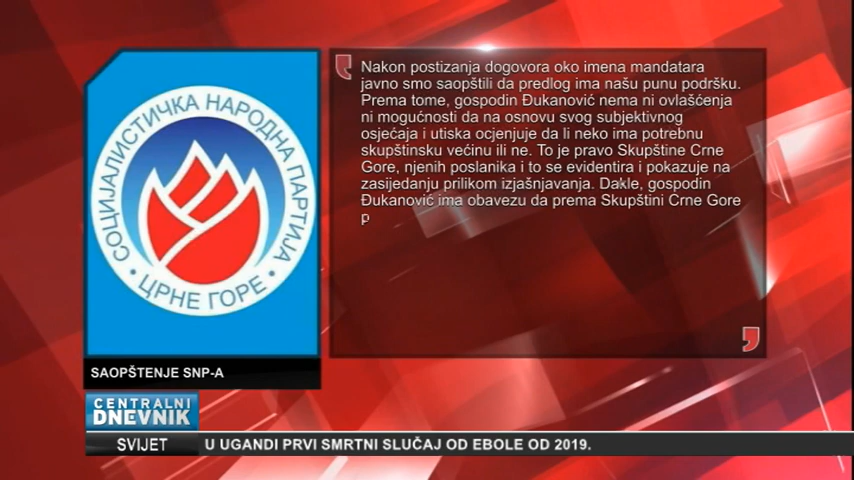 СОЦИЈАЛИСТИЧКА НАРОДНА ПАРТИЈА
• ЦРНЕ ГОРЕ •
Nakon postizanja dogovora oko imena mandatara
javno smo saopštili da predlog ima našu punu podršku.
Prema tome, gospodin Đukanović nema ni ovlašćenja
ni mogućnosti da na osnovu svog subjektivnog
osjećaja i utiska ocjenjuje da li neko ima potrebnu
skupštinsku većinu ili ne. To je pravo Skupštine Crne
Gore, njenih poslanika i to se evidentira i pokazuje na
zasijedanju prilikom izjašnjavanja. Dakle, gospodin
Đukanović ima obavezu da prema Skupštini Crne Gore
p
SAOPŠTENJE SNP-A
CENTRALNI
DNEVNIK
SVIJET U UGANDI PRVI SMRTNI SLUČAJ OD EBOLE OD 2019.